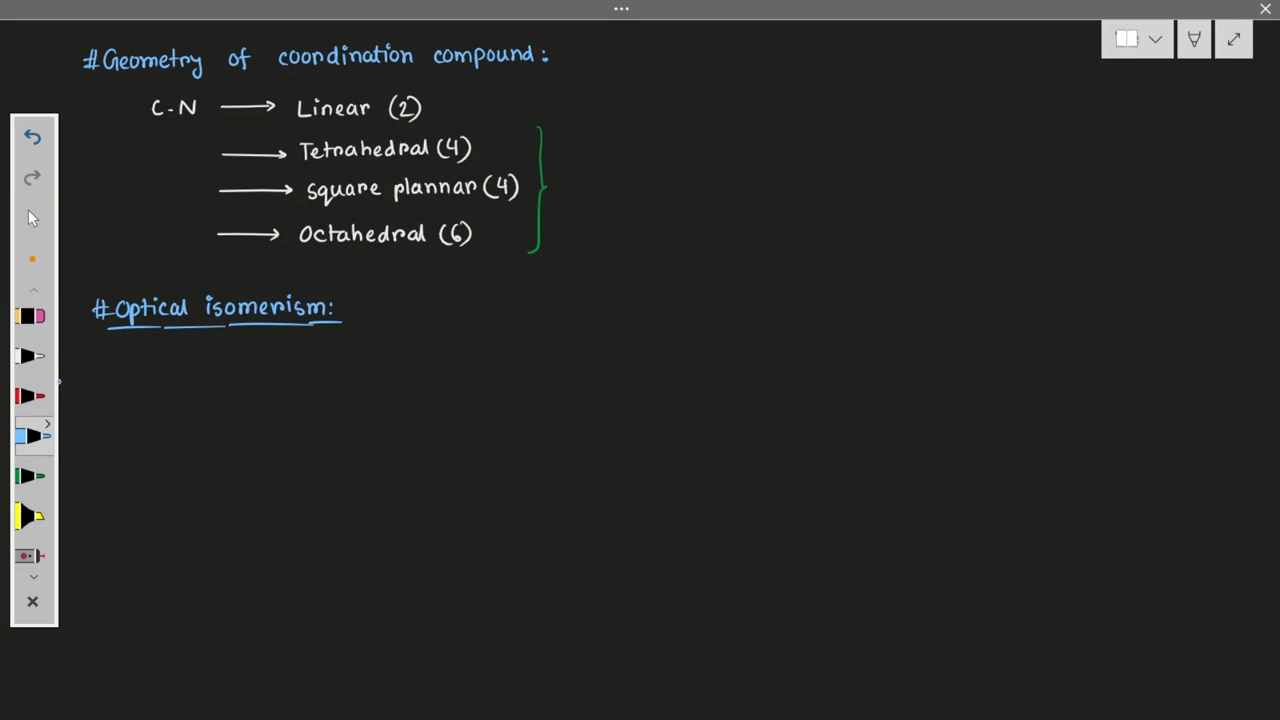 #Geometry of coordination compound:
C-N → Linear (2)
→ Tetrahedral (4)
→ square plannar (4)
→ Octahedral (6)
#Optical isomerism: